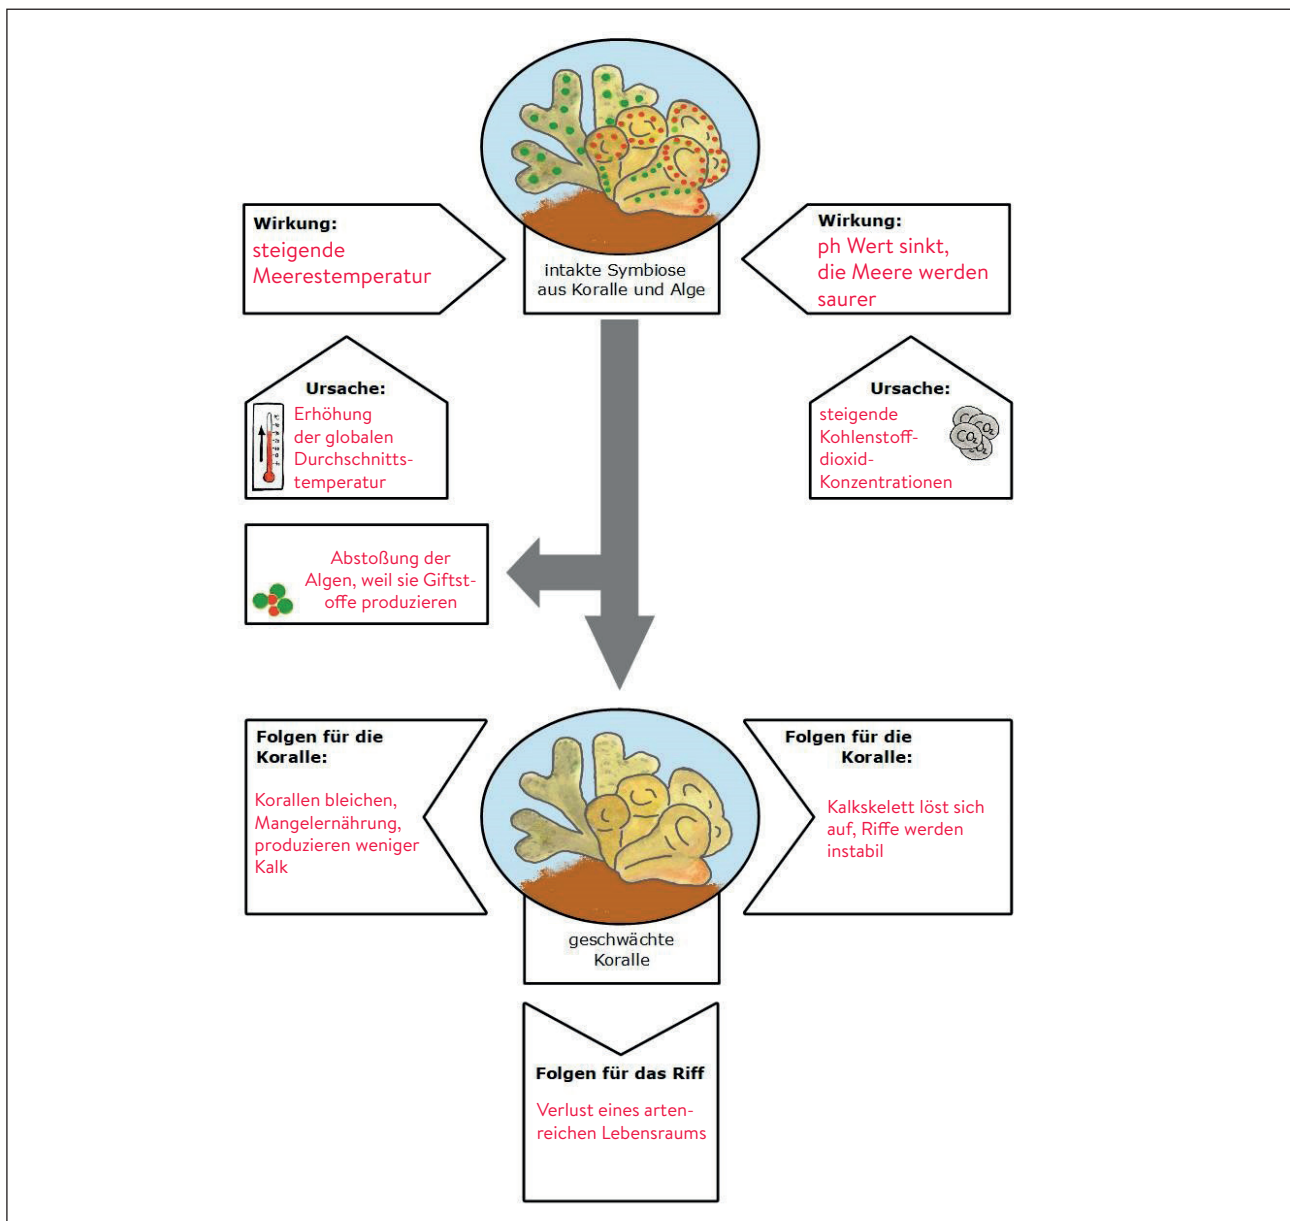 Wirkung:
steigende
Meerestemperatur
intakte Symbiose
aus Koralle und Alge
Wirkung:
ph Wert sinkt,
die Meere werden
saurer
Ursache:
Erhöhung
der globalen
Durchschnitts-
temperatur
Ursache:
steigende
Kohlenstoff-
dioxid-
Konzentrationen
CO₂
CO₂
Abstoßung der
Algen, weil sie Giftst-
offe produzieren
Folgen für die
Koralle:
Korallen bleichen,
Mangelernährung,
produzieren weniger
Kalk
Folgen für die
Koralle:
Kalkskelett löst sich
auf, Riffe werden
instabil
geschwächte
Koralle
Folgen für das Riff
Verlust eines arten-
reichen Lebensraums